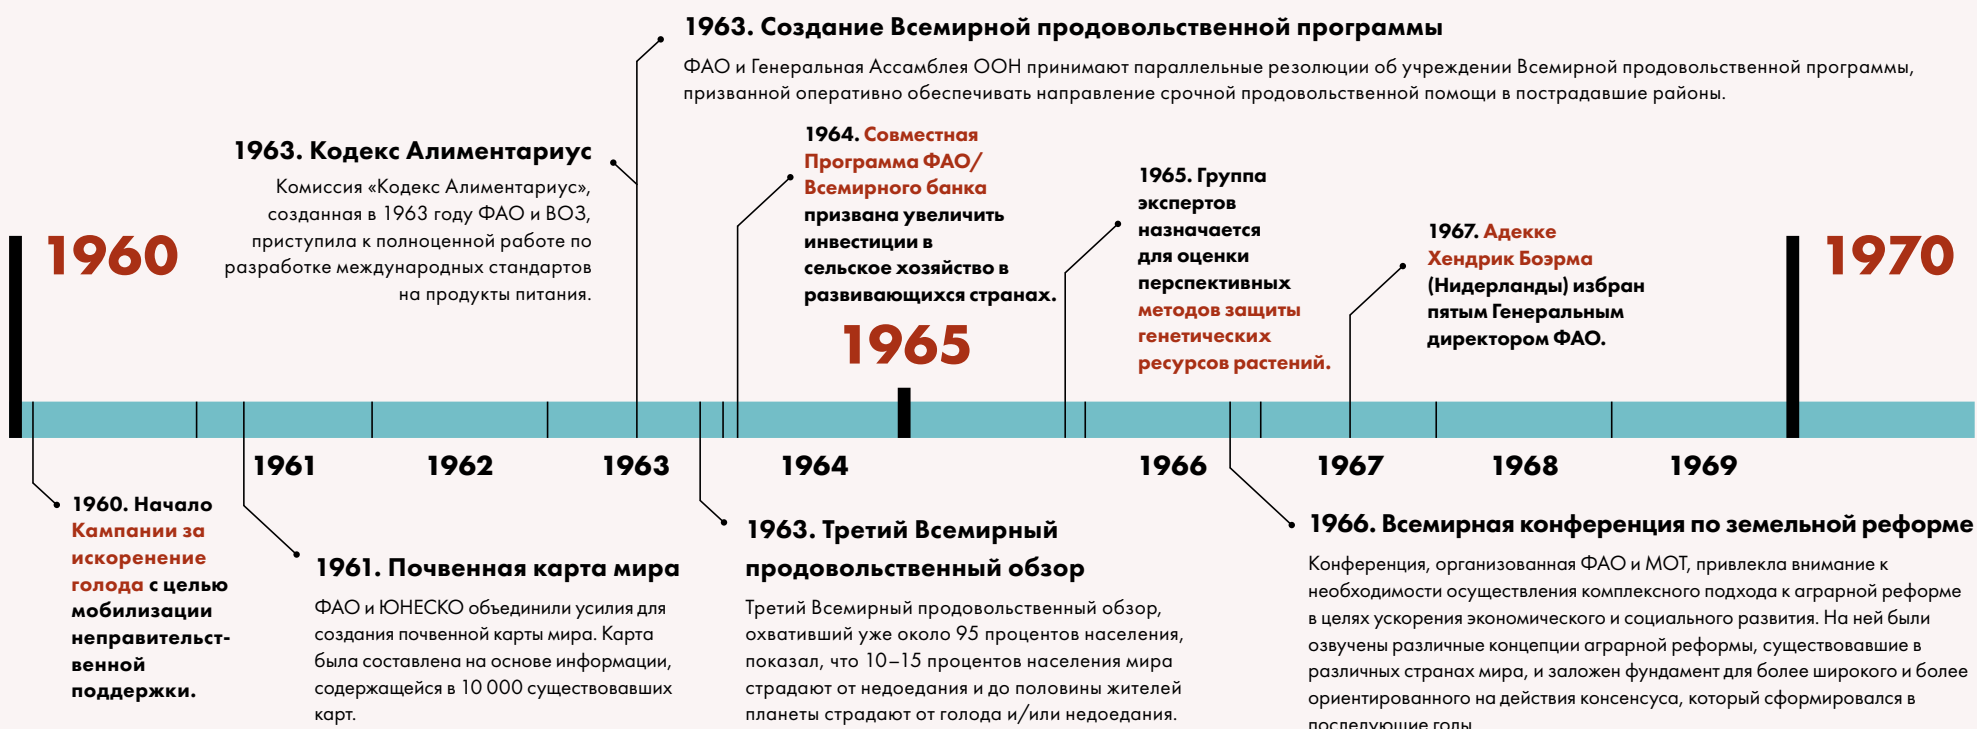 1963. Создание Всемирной продовольственной программы
ФАО и Генеральная Ассамблея ООН принимают параллельные резолюции об учреждении Всемирной продовольственной программы,
призванной оперативно обеспечивать направление срочной продовольственной помощи в пострадавшие районы.
1963. Кодекс Алиментариус
Комиссия «Кодекс Алиментариус»,
созданная в 1963 году ФАО и ВОЗ,
приступила к полноценной работе по
разработке международных стандартов
на продукты питания.
1964. Совместная
Программа ФАО/
Всемирного банка
призвана увеличить
инвестиции в
сельское хозяйство в
развивающихся странах.
1965. Группа
экспертов
назначается
для оценки
перспективных
методов защиты
генетических
ресурсов растений.
1967. Адекке
Хендрик Боэрма
(Нидерланды) избран
пятым Генеральным
директором ФАО.
1960
1965
1970
1961
1962
1963
1964
1966
1967
1968
1969
1960. Начало
Кампании за
искоренение
голода с целью
мобилизации
неправительст-
венной
поддержки.
1961. Почвенная карта мира
ФАО и ЮНЕСКО объединили усилия для
создания почвенной карты мира. Карта
была составлена на основе информации,
содержащейся в 10 000 существовавших
карт.
1963. Третий Всемирный
продовольственный обзор
Третий Всемирный продовольственный обзор,
охвативший уже около 95 процентов населения,
показал, что 10–15 процентов населения мира
страдают от недоедания и до половины жителей
планеты страдают от голода и/или недоедания.
1966. Всемирная конференция по земельной реформе
Конференция, организованная ФАО и МОТ, привлекла внимание к
необходимости осуществления комплексного подхода к аграрной реформе
в целях ускорения экономического и социального развития. На ней были
озвучены различные концепции аграрной реформы, существовавшие в
различных странах мира, и заложен фундамент для более широкого и более
ориентированного на действия консенсуса, который сформировался в
последующие годы